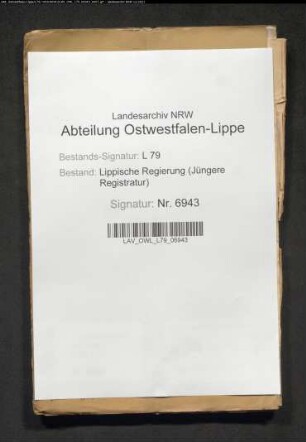 Landesarchiv NRW
Abteilung Ostwestfalen-Lippe
Bestands-Signatur: L 79
Bestand: Lippische Regierung (Jüngere
Registratur)
Signatur: Nr. 6943
LAV_OWL_L79_06943